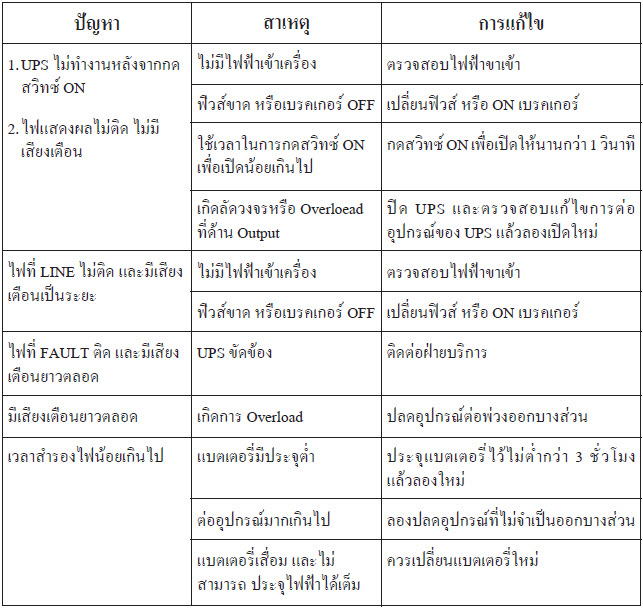 ปัญหา
สาเหตุ
การแก้ไข
1. UPS ไม่ทำงานหลังจากกด
สวิทซ์ ON
2. ไฟแสดงผลไม่ติด ไม่มี
เสียงเตือน
ไม่มีไฟฟ้าเข้าเครื่อง
ตรวจสอบไฟฟ้าขาเข้า
ฟิวส์ขาด หรือเบรคเกอร์ OFF
เปลี่ยนฟิวส์ หรือ ON เบรคเกอร์
ใช้เวลาในการกดสวิทซ์ ON
เพื่อเปิดน้อยเกินไป
กดสวิทซ์ ON เพื่อเปิดให้นานกว่า 1 วินาที
เกิดลัดวงจรหรือ Overloead
ที่ด้าน Output
ปิด UPS และตรวจสอบแก้ไขการต่อ
อุปกรณ์ของ UPS แล้วลองเปิดใหม่
ไฟที่ LINE ไม่ติด และมีเสียง
เตือนเป็นระยะ
ไม่มีไฟฟ้าเข้าเครื่อง
ตรวจสอบไฟฟ้าขาเข้า
ฟิวส์ขาด หรือเบรคเกอร์ OFF
เปลี่ยนฟิวส์ หรือ ON เบรคเกอร์
ไฟที่ FAULT ติด และมีเสียง
เตือนยาวตลอด
UPS ขัดข้อง
ติดต่อฝ่ายบริการ
มีเสียงเตือนยาวตลอด
เกิดการ Overload
ปลดอุปกรณ์ต่อพ่วงออกบางส่วน
เวลาสำรองไฟน้อยเกินไป
แบตเตอรี่มีประจุต่ำ
ประจุแบตเตอรี่ไว้ไม่ต่ำกว่า 3 ชั่วโมง
แล้วลองใหม่
ต่ออุปกรณ์มากเกินไป
ลองปลดอุปกรณ์ที่ไม่จำเป็นออกบางส่วน
แบตเตอรี่เสื่อม และไม่
สามารถ ประจุไฟฟ้าได้เต็ม
ควรเปลี่ยนแบตเตอรี่ใหม่